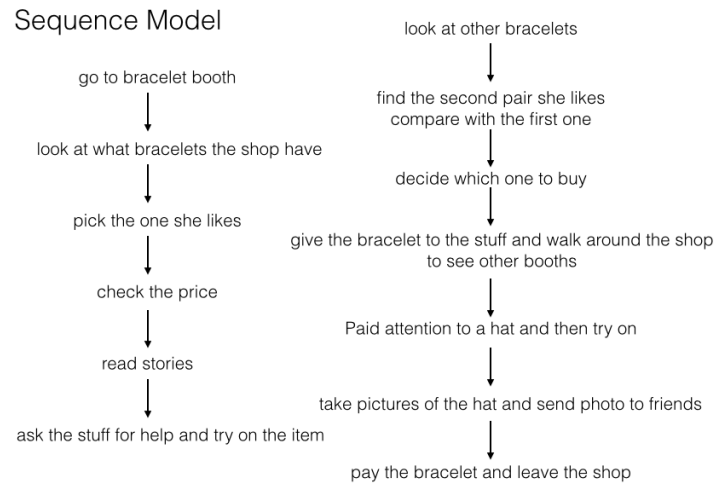 Sequence Model
go to bracelet booth
look at what bracelets the shop have
pick the one she likes
check the price
read stories
ask the stuff for help and try on the item
look at other bracelets
find the second pair she likes
compare with the first one
decide which one to buy
give the bracelet to the stuff and walk around the shop
to see other booths
Paid attention to a hat and then try on
take pictures of the hat and send photo to friends
pay the bracelet and leave the shop